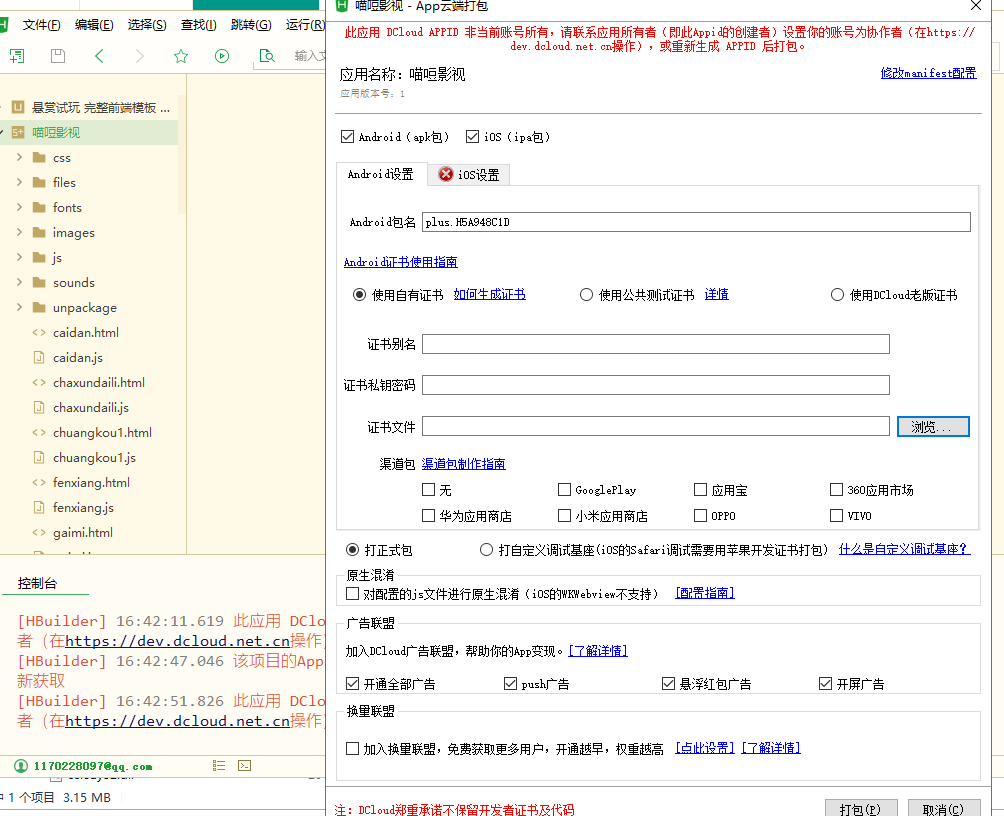 文件(F) 编辑(E) 选择(S) 查找(I) 跳转(G) 运行(R)
输入文
悬赏试玩 完整前端模板 ...
喵咺影视
css
files
fonts
images
js
sounds
unpackage
caidan.html
caidan.js
chaxundaili.html
chaxundaili.js
chuangkou1.html
chuangkou1.js
fenxiang.html
fenxiang.js
gaimi.html
控制台
[HBuilder] 16:42:11.619 此应用 DClo
者（在https://dev.dcloud.net.cn操作
[HBuilder] 16:42:47.046 该项目的App
新获取
[HBuilder] 16:42:51.826 此应用 DClo
者（在https://dev.dcloud.net.cn操作
1170228097@qq.com
1 个项目 3.15 MB
喵咺影视 - App云端打包
此应用 DCloud APPID 非当前账号所有，请联系应用所有者（即此Appid的创建者）设置你的账号为协作者（在https://
dev.dcloud.net.cn操作），或重新生成 APPID 后打包。
应用名称：喵咺影视 修改manifest配置
应用版本号：1
Android（apk包） iOS（ipa包）
Android设置 iOS设置
Android包名 plus.H5A948C1D
Android证书使用指南
使用自有证书 如何生成证书 使用公共测试证书 详情 使用DCloud老版证书
证书别名
证书私钥密码
证书文件 浏览...
渠道包 渠道包制作指南
无 GooglePlay 应用宝 360应用市场
华为应用商店 小米应用商店 OPPO VIVO
打正式包 打自定义调试基座(iOS的Safari调试需要用苹果开发证书打包) 什么是自定义调试基座？
原生混淆
对配置的js文件进行原生混淆（iOS的WKWebview不支持） [配置指南]
广告联盟
加入DCloud广告联盟，帮助你的App变现。[了解详情]
开通全部广告 push广告 悬浮红包广告 开屏广告
换量联盟
加入换量联盟，免费获取更多用户，开通越早，权重越高 [点此设置] [了解详情]
注：DCloud郑重承诺不保留开发者证书及代码 打包(P) 取消(C)